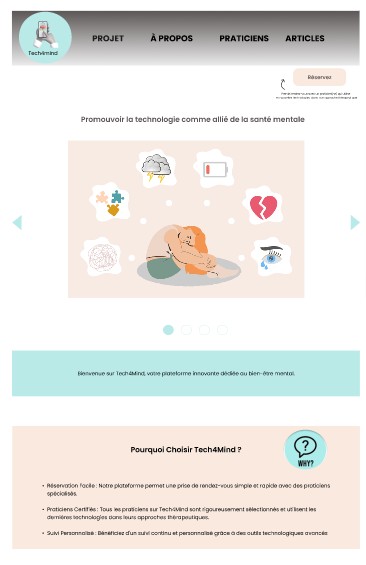 Tech4mind
PROJET
À PROPOS
PRATICIENS
ARTICLES
Réservez
Promouvoir la technologie comme allié de la santé mentale
Bienvenue sur Tech4Mind, votre plateforme innovante dédiée au bien-être mental.
Pourquoi Choisir Tech4Mind ?
WHY?
• Réservation Facile : Notre plateforme permet une prise de rendez-vous simple et rapide avec des praticiens
spécialisés.
• Praticiens Certifiés : Tous les praticiens sur Tech4Mind sont rigoureusement sélectionnés et utilisent les
dernières technologies dans leurs approches thérapeutiques.
• Suivi Personnalisé : Bénéficiez d'un suivi continu et personnalisé grâce à des outils technologiques avancés